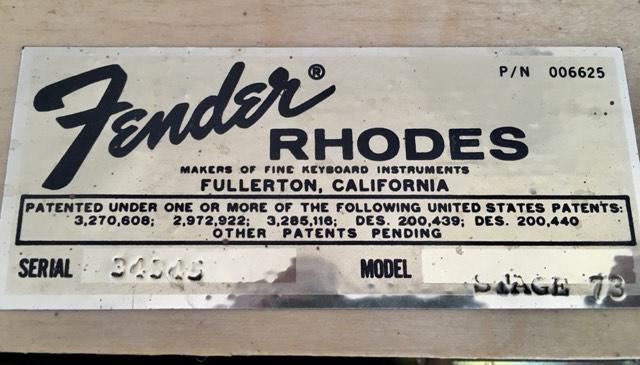 Fender®
P/N 006625
RHODES
MAKERS OF FINE KEYBOARD INSTRUMENTS
FULLERTON, CALIFORNIA
PATENTED UNDER ONE OR MORE OF THE FOLLOWING UNITED STATES PATENTS:
3,270,608; 2,972,922; 3,285,116; DES. 200,439; DES. 200,440
OTHER PATENTS PENDING
SERIAL
MODEL STAGE 73